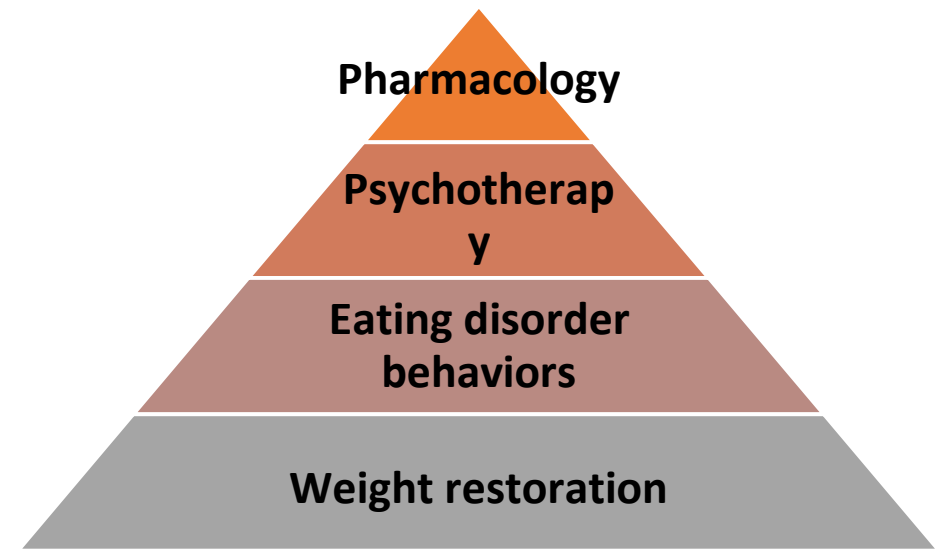 Pharmacology
Psychotherap
y
Eating disorder
behaviors
Weight restoration